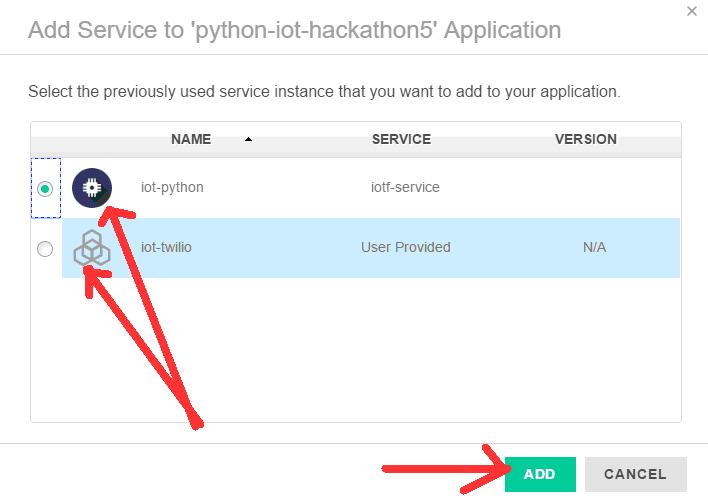 Add Service to 'python-iot-hackathon5' Application
Select the previously used service instance that you want to add to your application.
NAME SERVICE VERSION
iot-python iotf-service
iot-twilio User Provided N/A
ADD CANCEL